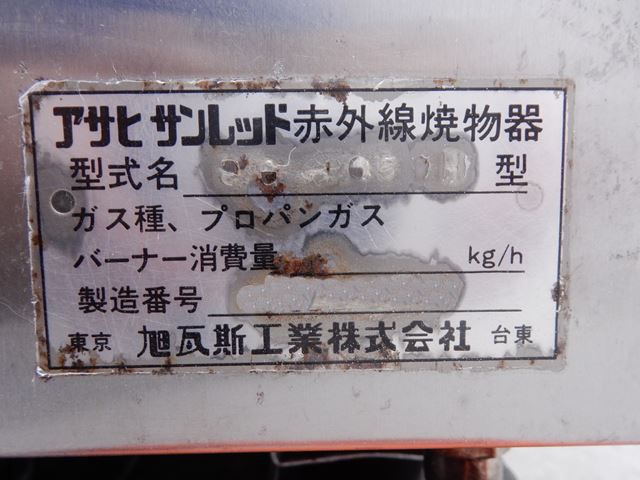 アサヒサンレッド赤外線焼物器
型式名 型
ガス種、プロパンガス
バーナー消費量 kg/h
製造番号
東京 旭瓦斯工業株式会社 台東